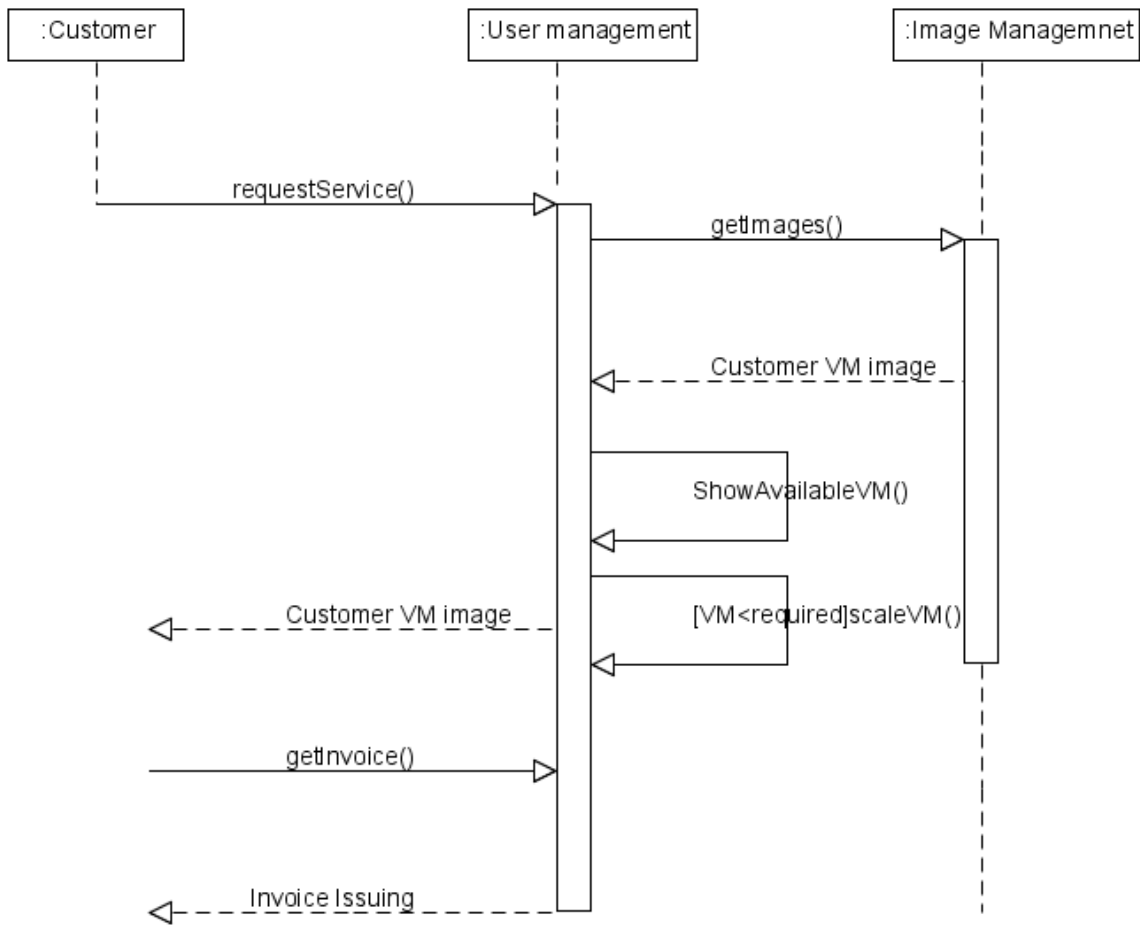 :Customer
:User management
:Image Managemnet
requestService()
getImages()
Customer VM image
ShowAvailableVM()
Customer VM image
[VM<required]scaleVM()
getInvoice()
Invoice Issuing